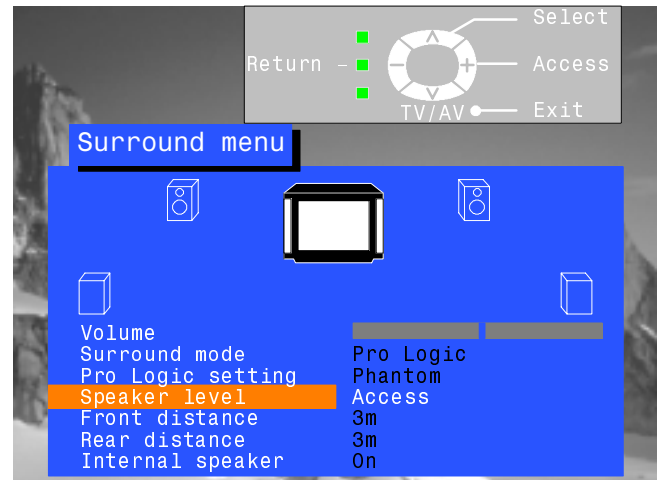 Select
Return – Access
TV/AV Exit
Surround menu
Volume
Surround mode Pro Logic
Pro Logic setting Phantom
Speaker level Access
Front distance 3m
Rear distance 3m
Internal speaker On